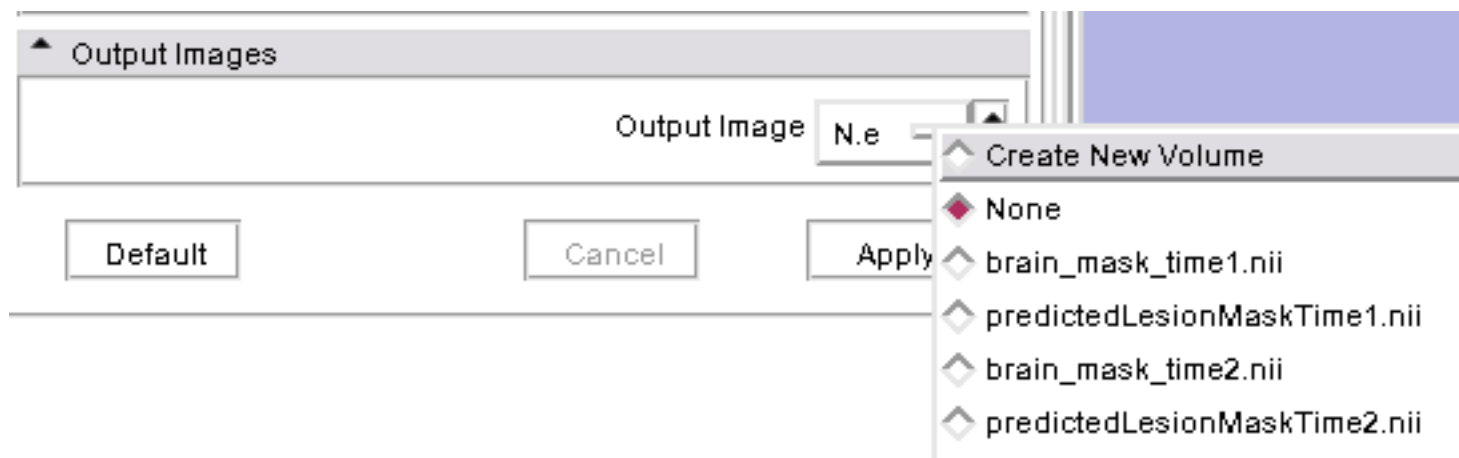 Output Images
Output Image N.e
Create New Volume
None
brain_mask_time1.nii
predictedLesionMaskTime1.nii
brain_mask_time2.nii
predictedLesionMaskTime2.nii
Default
Cancel
Apply